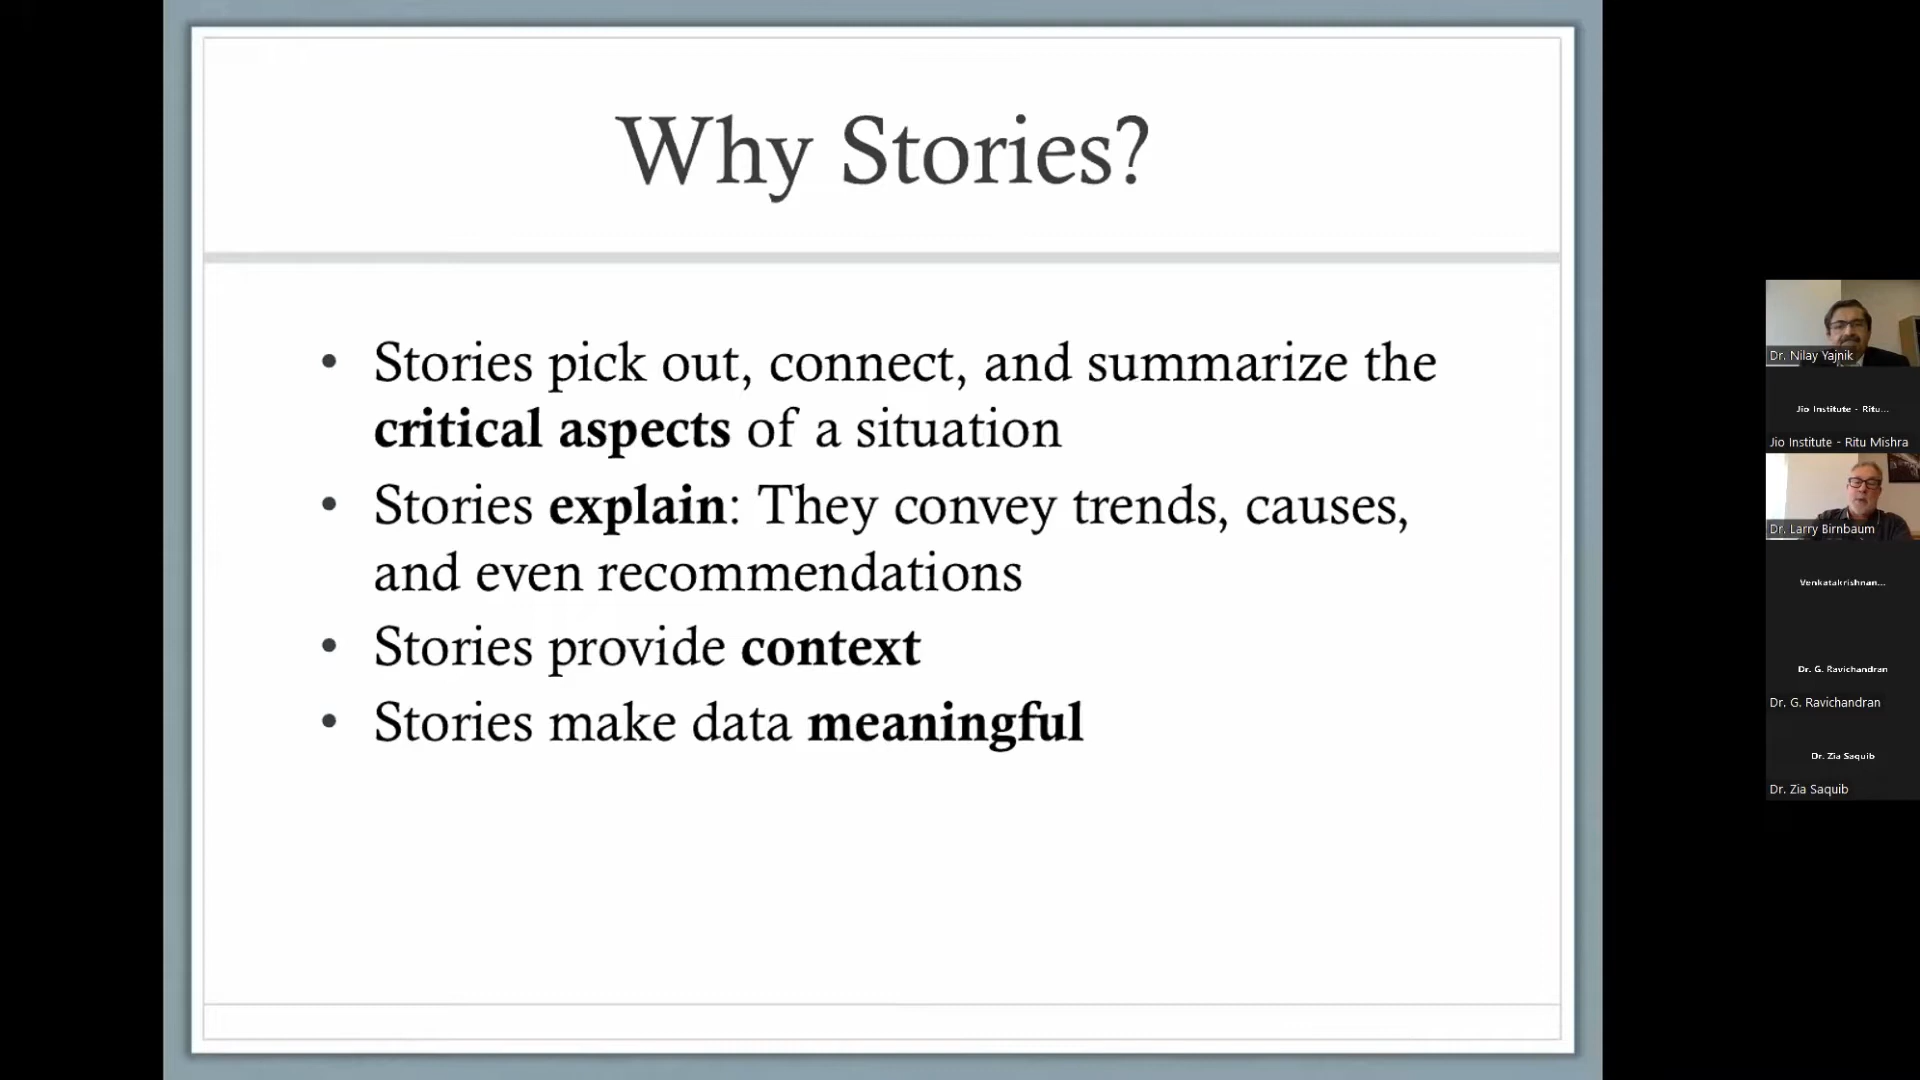 Why Stories?
• Stories pick out, connect, and summarize the
critical aspects of a situation
• Stories explain: They convey trends, causes,
and even recommendations
• Stories provide context
• Stories make data meaningful
Dr. Nilay Yajnik
Jio Institute - Ritu...
Jio Institute - Ritu Mishra
Dr. Larry Birnbaum
Venkatakrishnan...
Dr. G. Ravichandran
Dr. G. Ravichandran
Dr. Zia Saquib
Dr. Zia Saquib